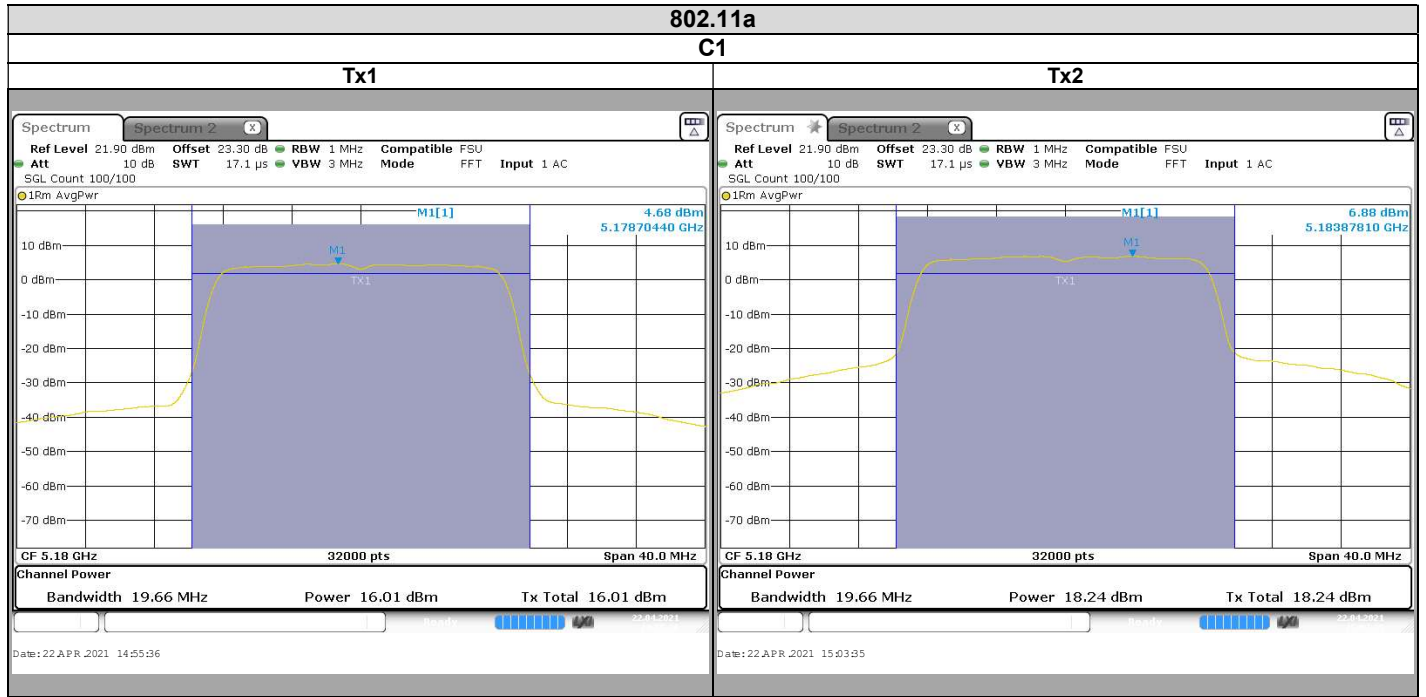 802.11a
C1
Tx1 Tx2
Spectrum Spectrum 2 X
Ref Level 21.90 dBm Offset 23.30 dB RBW 1 MHz Compatible FSU
Att 10 dB SWT 17.1 µs VBW 3 MHz Mode FFT Input 1 AC
SGL Count 100/100
1Rm AvgPwr
M1[1] 4.68 dBm
5.17870440 GHz
M1
TX1
10 dBm
0 dBm
-10 dBm
-20 dBm
-30 dBm
-40 dBm
-50 dBm
-60 dBm
-70 dBm
CF 5.18 GHz 32000 pts Span 40.0 MHz
Channel Power
Bandwidth 19.66 MHz Power 16.01 dBm Tx Total 16.01 dBm
Ready 22.04.2021
Date: 22.APR.2021 14:55:36
Spectrum Spectrum 2 X
Ref Level 21.90 dBm Offset 23.30 dB RBW 1 MHz Compatible FSU
Att 10 dB SWT 17.1 µs VBW 3 MHz Mode FFT Input 1 AC
SGL Count 100/100
1Rm AvgPwr
M1[1] 6.88 dBm
5.18387810 GHz
M1
TX1
10 dBm
0 dBm
-10 dBm
-20 dBm
-30 dBm
-40 dBm
-50 dBm
-60 dBm
-70 dBm
CF 5.18 GHz 32000 pts Span 40.0 MHz
Channel Power
Bandwidth 19.66 MHz Power 18.24 dBm Tx Total 18.24 dBm
Ready 22.04.2021
Date: 22.APR.2021 15:03:35